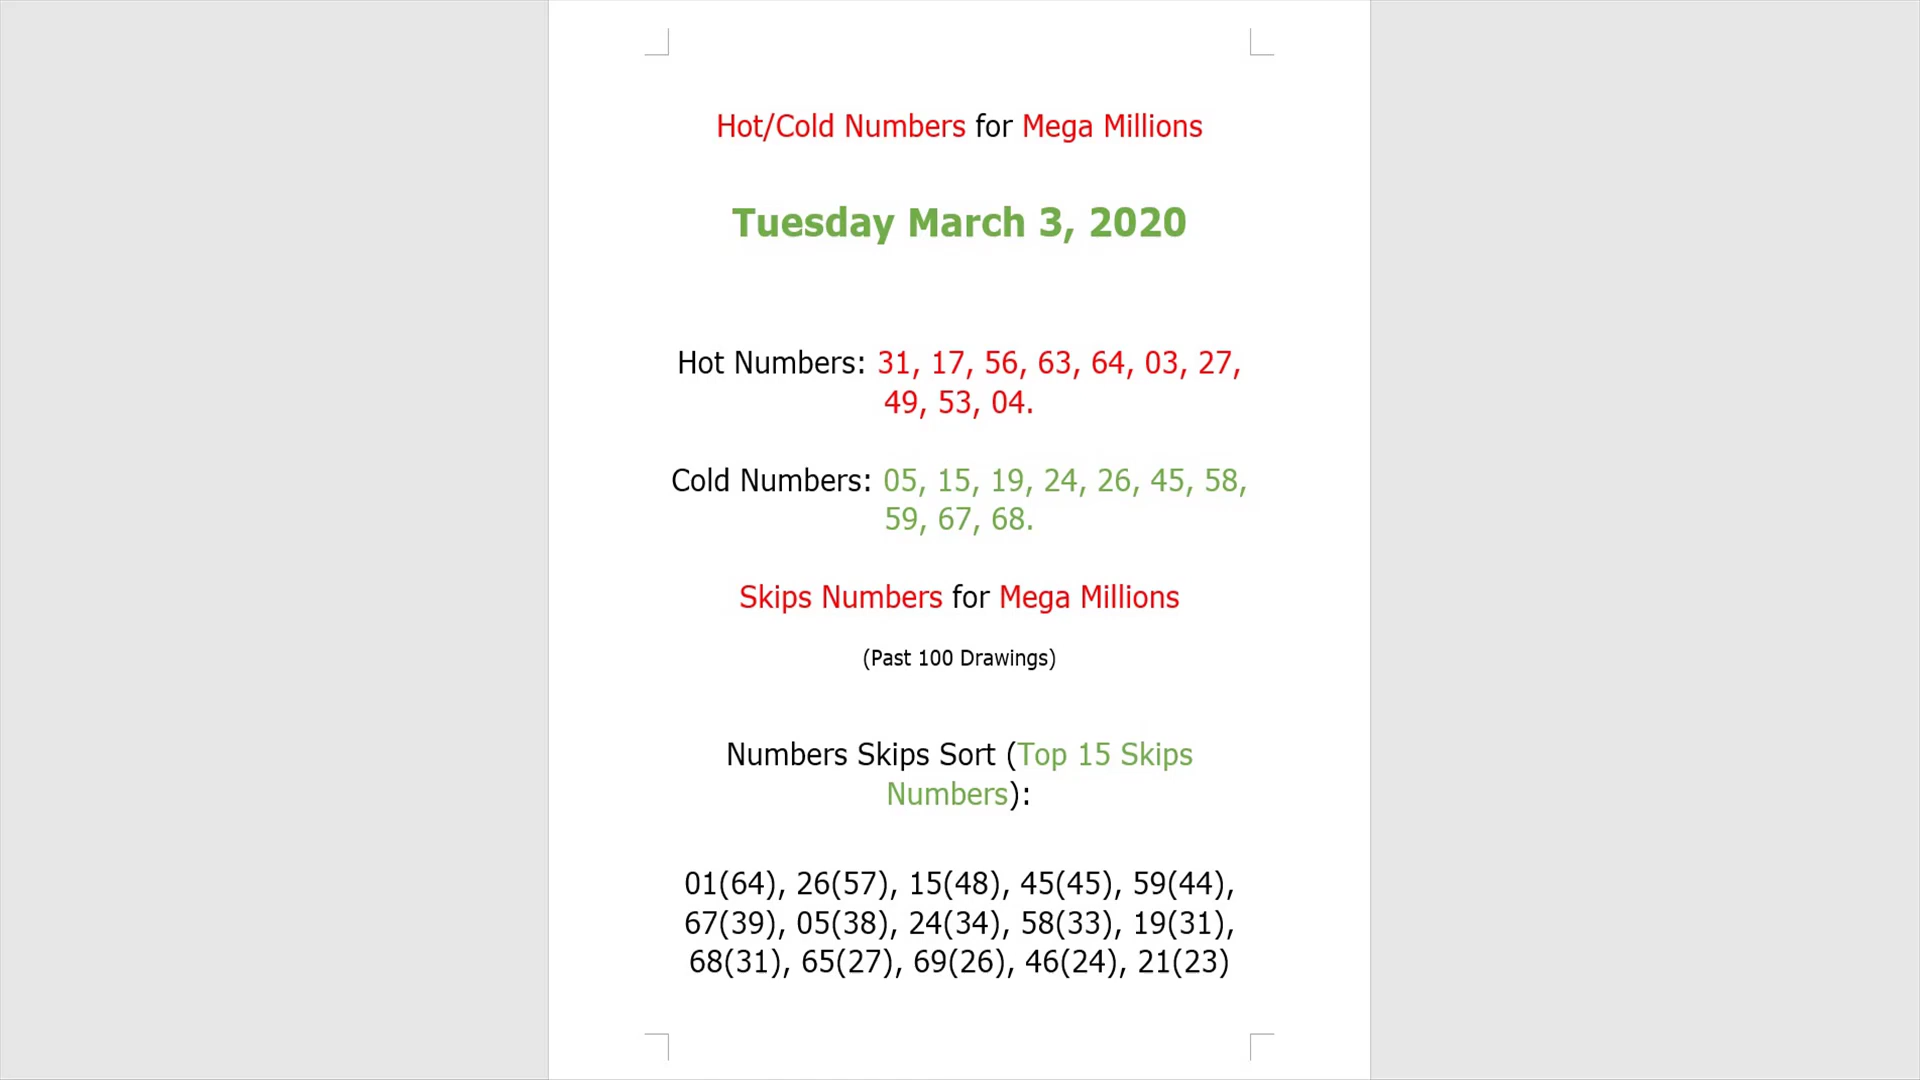 Hot/Cold Numbers for Mega Millions
Tuesday March 3, 2020
Hot Numbers: 31, 17, 56, 63, 64, 03, 27,
49, 53, 04.
Cold Numbers: 05, 15, 19, 24, 26, 45, 58,
59, 67, 68.
Skips Numbers for Mega Millions
(Past 100 Drawings)
Numbers Skips Sort (Top 15 Skips
Numbers):
01(64), 26(57), 15(48), 45(45), 59(44),
67(39), 05(38), 24(34), 58(33), 19(31),
68(31), 65(27), 69(26), 46(24), 21(23)